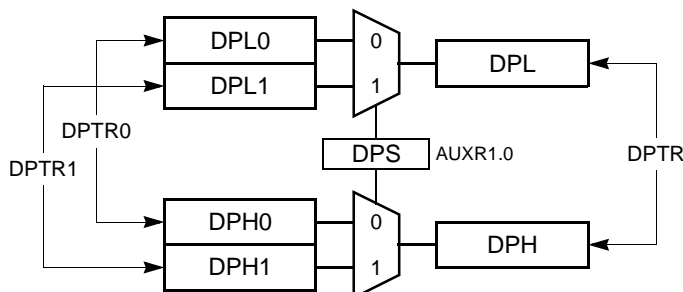 DPL0
0
DPL
DPL1
1
DPTR0
DPTR1
DPS
AUXR1.0
DPTR
DPH0
0
DPH
DPH1
1